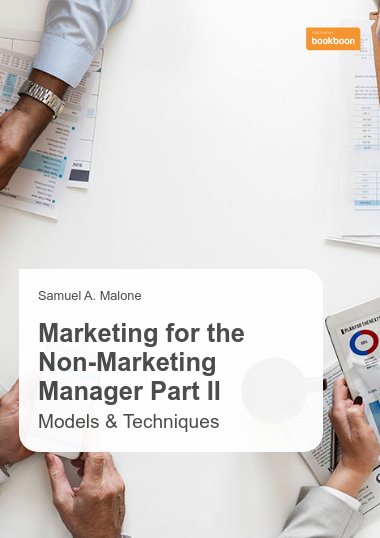 bookboon
Samuel A. Malone
Marketing for the
Non-Marketing
Manager Part II
Models & Techniques